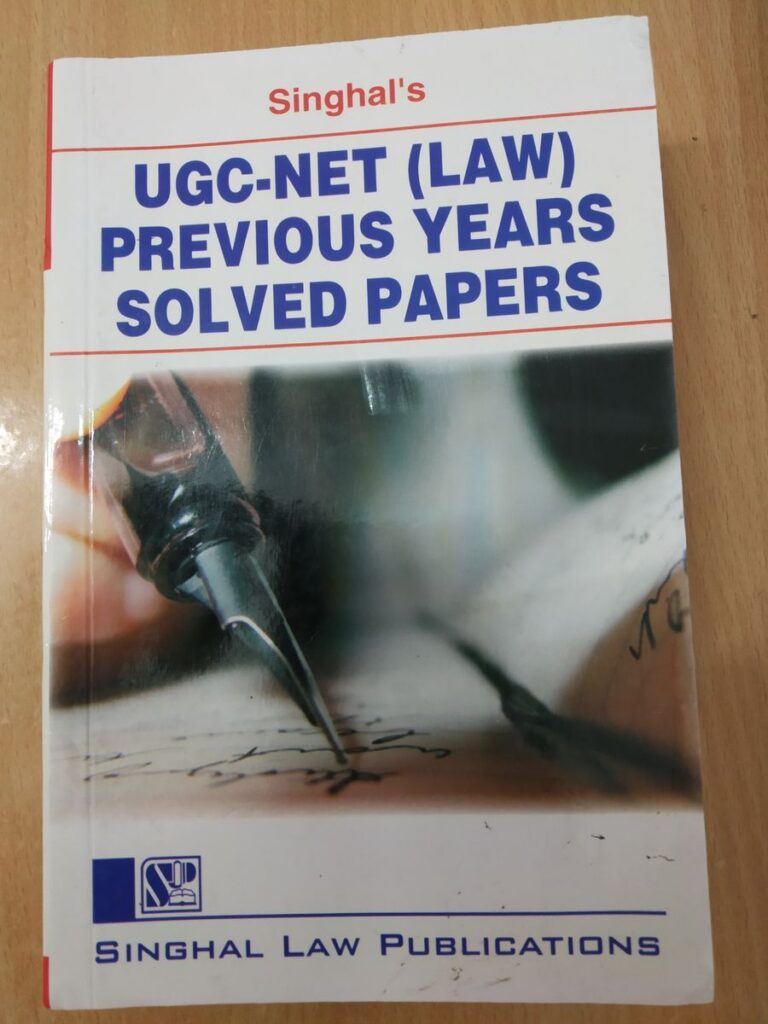 Singhal's
UGC-NET (LAW)
PREVIOUS YEARS
SOLVED PAPERS
SINGHAL LAW PUBLICATIONS